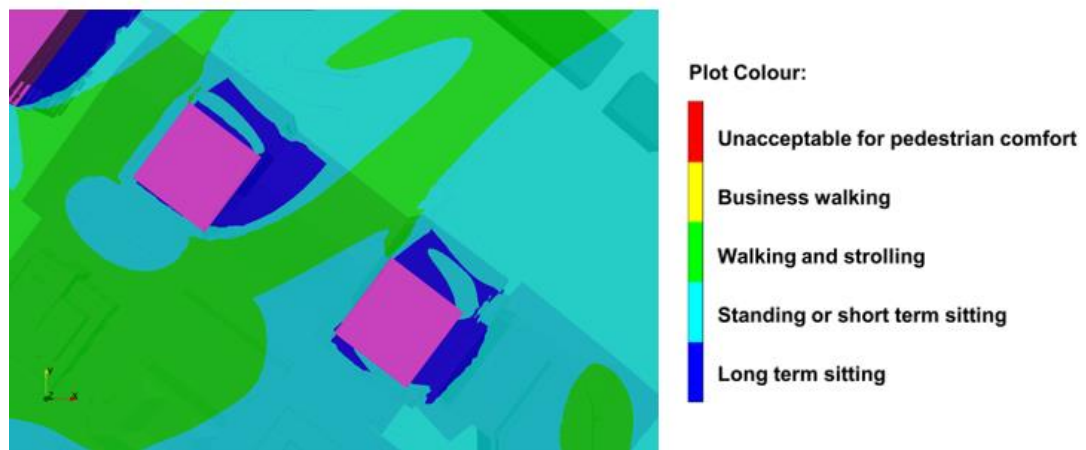 Plot Colour:
Unacceptable for pedestrian comfort
Business walking
Walking and strolling
Standing or short term sitting
Long term sitting
Y
Z
X